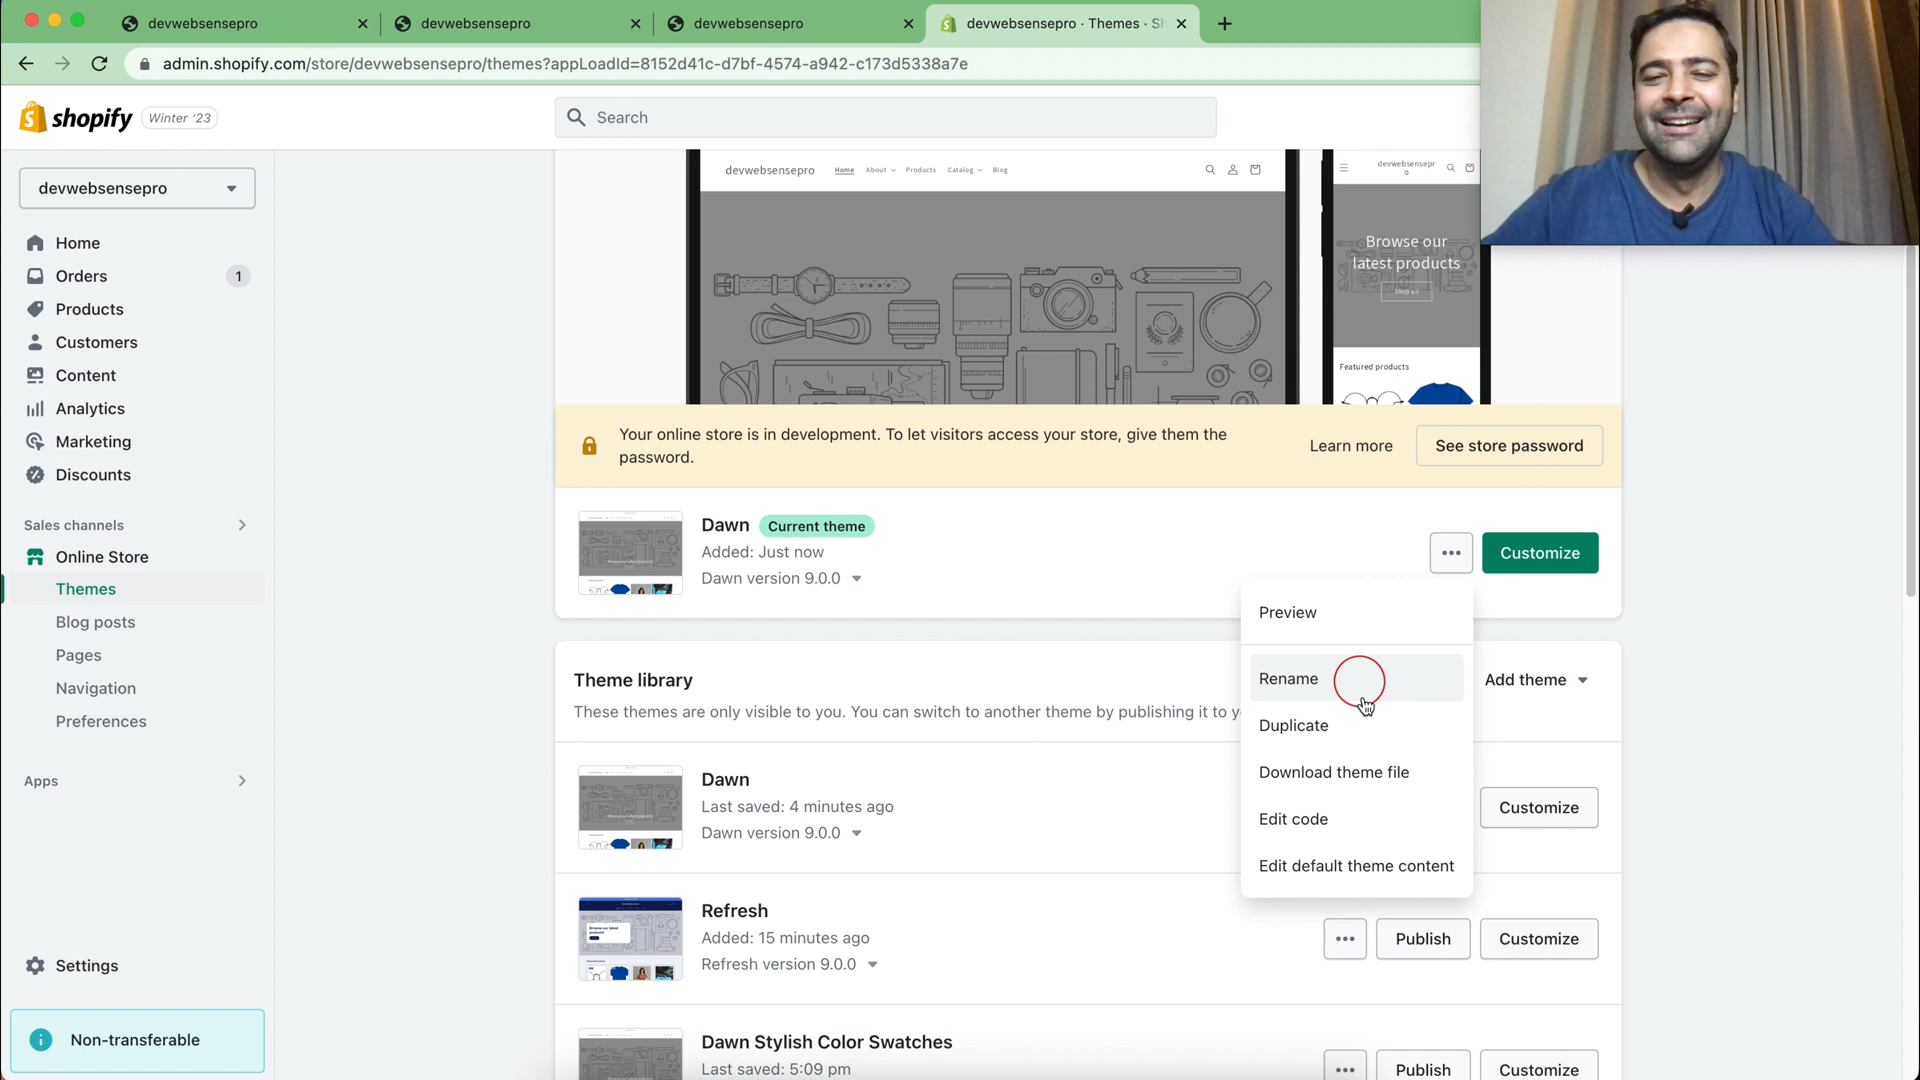 devwebsensepro
devwebsensepro
devwebsensepro
devwebsensepro · Themes · Sh
admin.shopify.com/store/devwebsensepro/themes?appLoadId=8152d41c-d7bf-4574-a942-c173d5338a7e
shopify
Winter ‘23
Search
devwebsensepro
Home
Orders
1
Products
Customers
Content
Analytics
Marketing
Discounts
Sales channels
Online Store
Themes
Blog posts
Pages
Navigation
Preferences
Apps
Settings
Non-transferable
devwebsensepro
Home
About
Products
Catalog
Blog
devwebsensepr
o
Browse our
latest products
Shop all
Featured products
Your online store is in development. To let visitors access your store, give them the
password.
Learn more
See store password
Dawn
Current theme
Added: Just now
Dawn version 9.0.0
Customize
Preview
Rename
Duplicate
Download theme file
Edit code
Edit default theme content
Theme library
Add theme
These themes are only visible to you. You can switch to another theme by publishing it to y
Dawn
Last saved: 4 minutes ago
Dawn version 9.0.0
Customize
Refresh
Added: 15 minutes ago
Refresh version 9.0.0
Publish
Customize
Dawn Stylish Color Swatches
Last saved: 5:09 pm
Publish
Customize